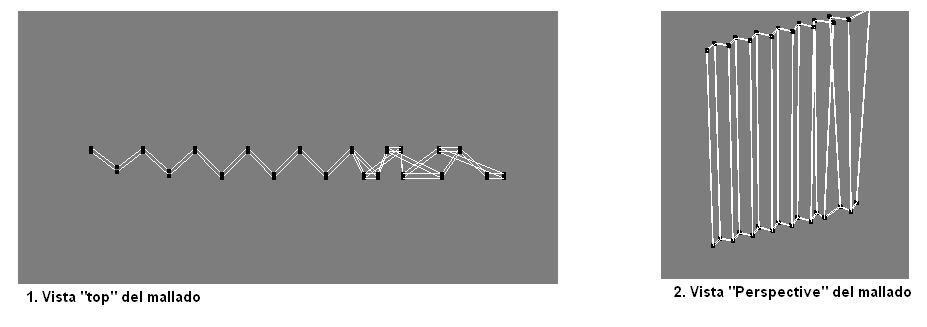 1. Vista "top" del mallado
2. Vista "Perspective" del mallado